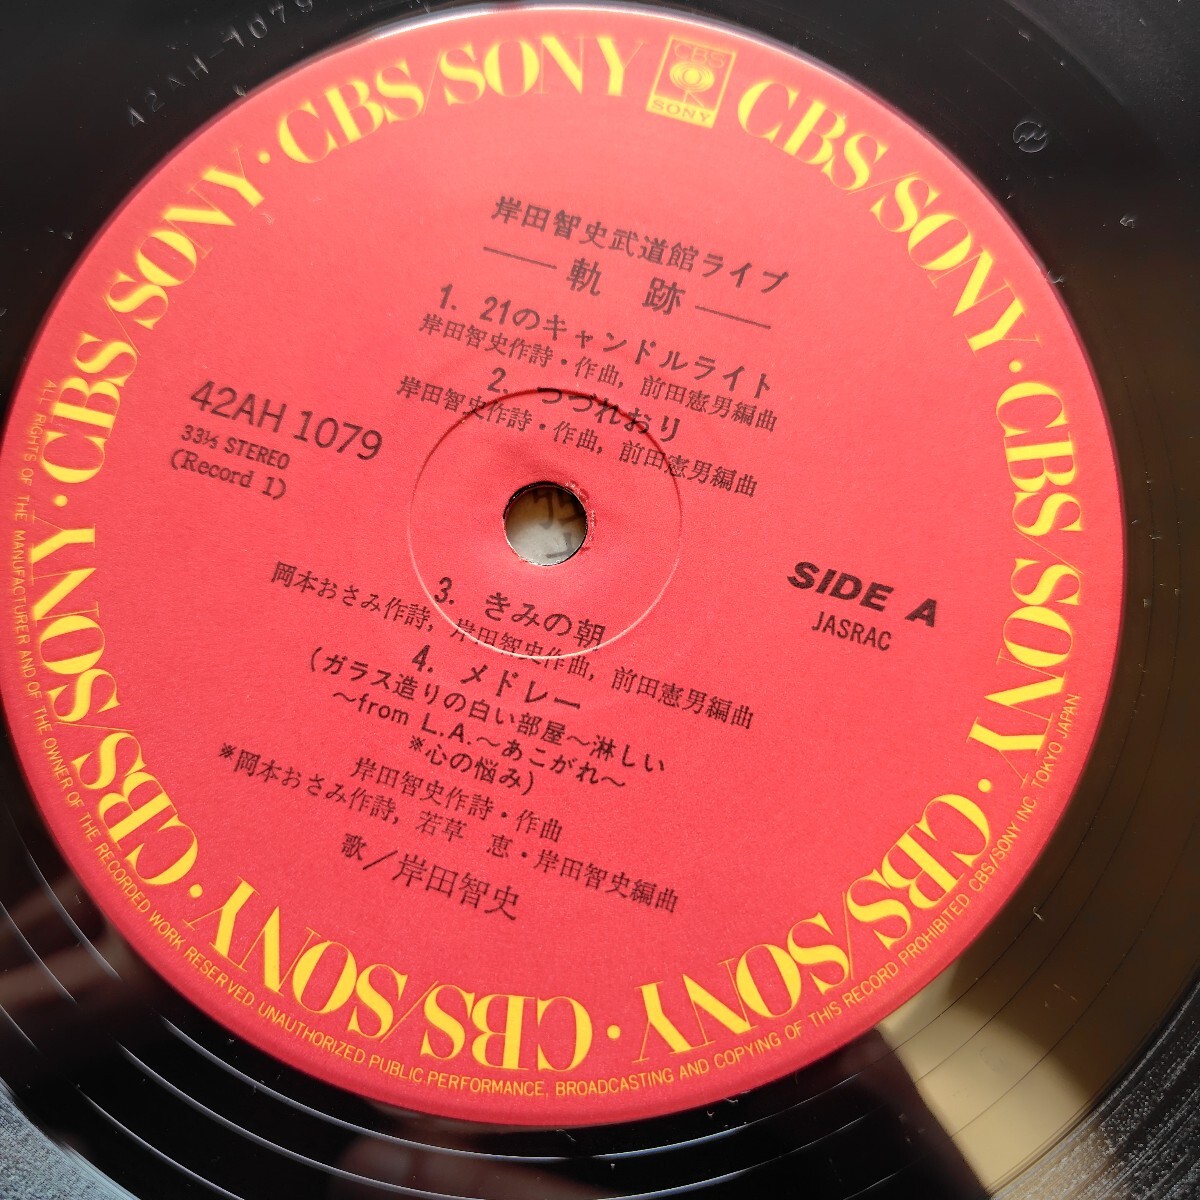 42AH-1079
CBS/SONY · CBS/SONY · CBS/SONY · CBS/SONY · CBS/SONY · CBS/SONY · CBS/SONY · CBS/SONY · CBS/SONY
CBS
SONY
岸田智史武道館ライブ
── 軌 跡 ──
1. 21のキャンドルライト
岸田智史作詩・作曲, 前田憲男編曲
2. つづれおり
岸田智史作詩・作曲, 前田憲男編曲
42AH 1079
33⅓ STEREO
(Record 1)
SIDE A
JASRAC
3. きみの朝
岡本おさみ作詩, 岸田智史作曲, 前田憲男編曲
4. メドレー
(ガラス造りの白い部屋～淋しい
～from L.A.～あこがれ～
※心の悩み)
岸田智史作詩・作曲
※岡本おさみ作詩, 若草 恵・岸田智史編曲
歌／岸田智史
ALL RIGHTS OF THE MANUFACTURER AND OF THE OWNER OF THE RECORDED WORK RESERVED. UNAUTHORIZED PUBLIC PERFORMANCE, BROADCASTING AND COPYING OF THIS RECORD PROHIBITED CBS/SONY INC. TOKYO JAPAN